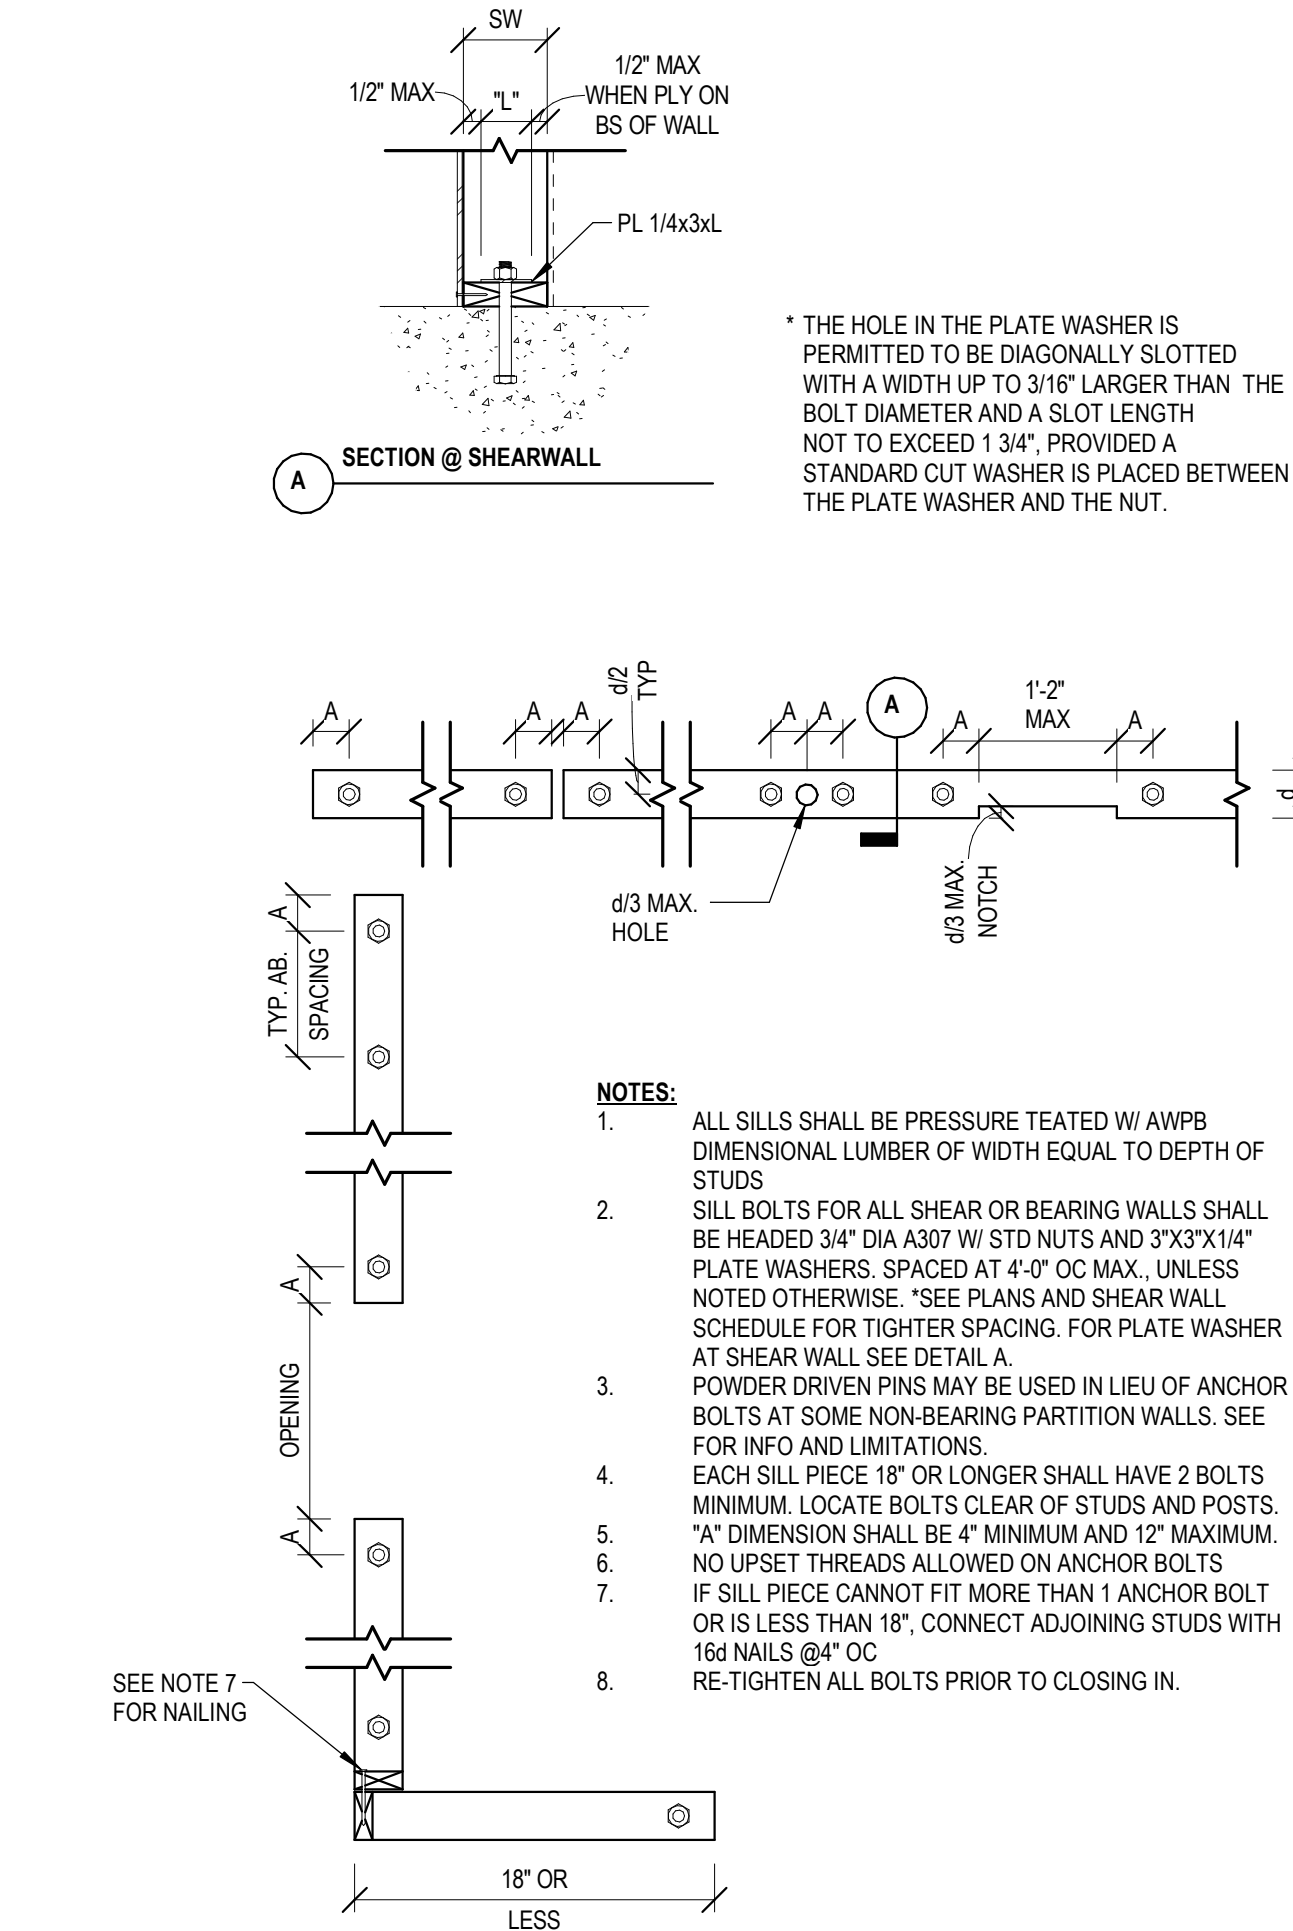 SW
1/2" MAX
"L"
1/2" MAX
WHEN PLY ON
BS OF WALL
PL 1/4x3xL
A
SECTION @ SHEARWALL
* THE HOLE IN THE PLATE WASHER IS
PERMITTED TO BE DIAGONALLY SLOTTED
WITH A WIDTH UP TO 3/16" LARGER THAN THE
BOLT DIAMETER AND A SLOT LENGTH
NOT TO EXCEED 1 3/4", PROVIDED A
STANDARD CUT WASHER IS PLACED BETWEEN
THE PLATE WASHER AND THE NUT.
A
A
A
d/2
TYP
A
A
A
A
1'-2"
MAX
A
d
d/3 MAX.
HOLE
d/3 MAX.
NOTCH
A
TYP. AB.
SPACING
A
OPENING
A
NOTES:
1. ALL SILLS SHALL BE PRESSURE TEATED W/ AWPB
DIMENSIONAL LUMBER OF WIDTH EQUAL TO DEPTH OF
STUDS
2. SILL BOLTS FOR ALL SHEAR OR BEARING WALLS SHALL
BE HEADED 3/4" DIA A307 W/ STD NUTS AND 3"X3"X1/4"
PLATE WASHERS. SPACED AT 4'-0" OC MAX., UNLESS
NOTED OTHERWISE. *SEE PLANS AND SHEAR WALL
SCHEDULE FOR TIGHTER SPACING. FOR PLATE WASHER
AT SHEAR WALL SEE DETAIL A.
3. POWDER DRIVEN PINS MAY BE USED IN LIEU OF ANCHOR
BOLTS AT SOME NON-BEARING PARTITION WALLS. SEE
FOR INFO AND LIMITATIONS.
4. EACH SILL PIECE 18" OR LONGER SHALL HAVE 2 BOLTS
MINIMUM. LOCATE BOLTS CLEAR OF STUDS AND POSTS.
5. "A" DIMENSION SHALL BE 4" MINIMUM AND 12" MAXIMUM.
6. NO UPSET THREADS ALLOWED ON ANCHOR BOLTS
7. IF SILL PIECE CANNOT FIT MORE THAN 1 ANCHOR BOLT
OR IS LESS THAN 18", CONNECT ADJOINING STUDS WITH
16d NAILS @4" OC
8. RE-TIGHTEN ALL BOLTS PRIOR TO CLOSING IN.
SEE NOTE 7
FOR NAILING
18" OR
LESS